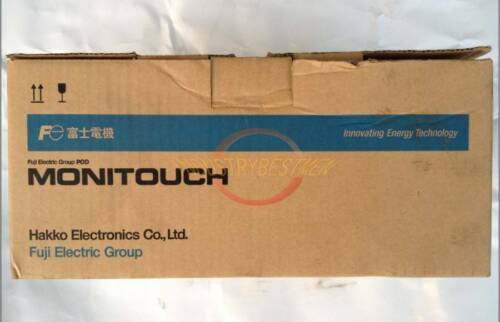 Fe 富士電機
Innovating Energy Technology
Fuji Electric Group POD
INDUSTRYBESTMEN
MONITOUCH
Hakko Electronics Co., Ltd.
Fuji Electric Group